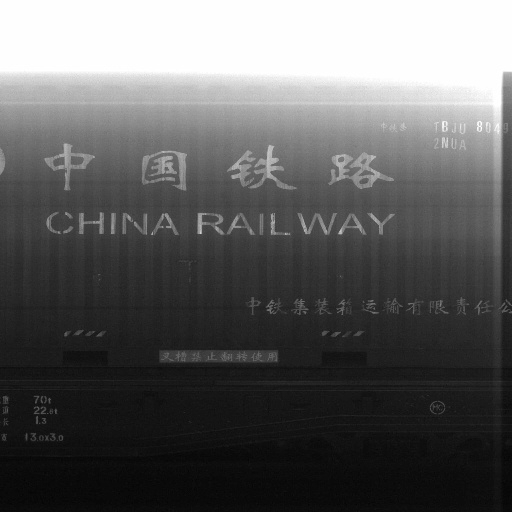 中铁集
TBJU 8049
2NUA
中国铁路
CHINA RAILWAY
中铁集装箱运输有限责任公
叉槽禁止翻转使用
70t
22.8t
1.3
13.0x3.0